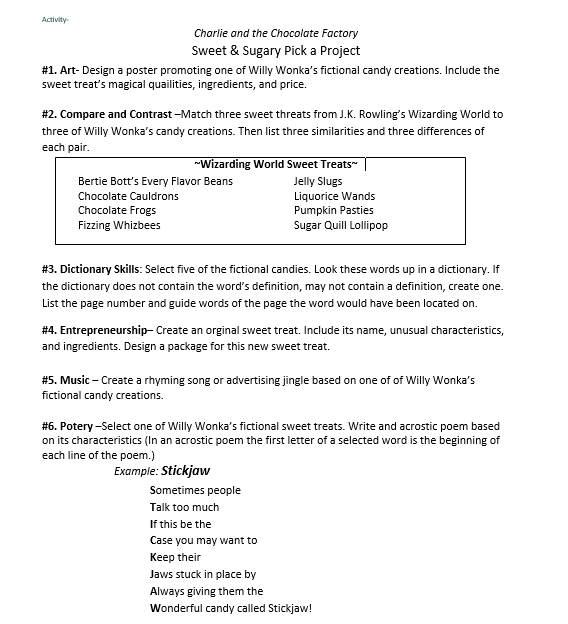 Activity-
Charlie and the Chocolate Factory
Sweet & Sugary Pick a Project
#1. Art- Design a poster promoting one of Willy Wonka's fictional candy creations. Include the
sweet treat's magical quailities, ingredients, and price.
#2. Compare and Contrast –Match three sweet threats from J.K. Rowling's Wizarding World to
three of Willy Wonka's candy creations. Then list three similarities and three differences of
each pair.
~Wizarding World Sweet Treats~
Bertie Bott's Every Flavor Beans Jelly Slugs
Chocolate Cauldrons Liquorice Wands
Chocolate Frogs Pumpkin Pasties
Fizzing Whizbees Sugar Quill Lollipop
#3. Dictionary Skills: Select five of the fictional candies. Look these words up in a dictionary. If
the dictionary does not contain the word's definition, may not contain a definition, create one.
List the page number and guide words of the page the word would have been located on.
#4. Entrepreneurship– Create an orginal sweet treat. Include its name, unusual characteristics,
and ingredients. Design a package for this new sweet treat.
#5. Music – Create a rhyming song or advertising jingle based on one of of Willy Wonka's
fictional candy creations.
#6. Potery –Select one of Willy Wonka's fictional sweet treats. Write and acrostic poem based
on its characteristics (In an acrostic poem the first letter of a selected word is the beginning of
each line of the poem.)
Example: Stickjaw
Sometimes people
Talk too much
If this be the
Case you may want to
Keep their
Jaws stuck in place by
Always giving them the
Wonderful candy called Stickjaw!